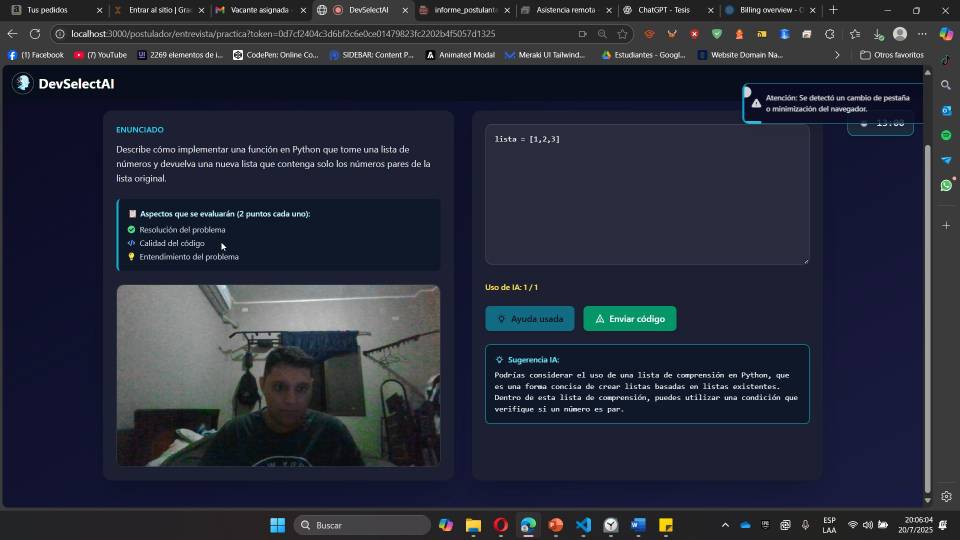 Tus pedidos
Entrar al sitio | Grac
Vacante asignada -
DevSelectAI
informe_postulante
Asistencia remota -
ChatGPT - Tesis
Billing overview - O
localhost:3000/postulador/entrevista/practica?token=0d7cf2404c3d6bf2c6e0ce01479823fc2202b4f5057d1325
(1) Facebook
(7) YouTube
2269 elementos de i...
CodePen: Online Co...
SIDEBAR: Content P...
Animated Modal
Meraki UI Tailwind...
Estudiantes - Googl...
Website Domain Na...
Otros favoritos
DevSelectAI
Atención: Se detectó un cambio de pestaña
o minimización del navegador.
ENUNCIADO
Describe cómo implementar una función en Python que tome una lista de
números y devuelva una nueva lista que contenga solo los números pares de la
lista original.
Aspectos que se evaluarán (2 puntos cada uno):
Resolución del problema
Calidad del código
Entendimiento del problema
lista = [1,2,3]
Uso de IA: 1 / 1
Ayuda usada
Enviar código
Sugerencia IA:
Podrías considerar el uso de una lista de comprensión en Python, que
es una forma concisa de crear listas basadas en listas existentes.
Dentro de esta lista de comprensión, puedes utilizar una condición que
verifique si un número es par.
Buscar
ESP
LAA
20:06:04
20/7/2025